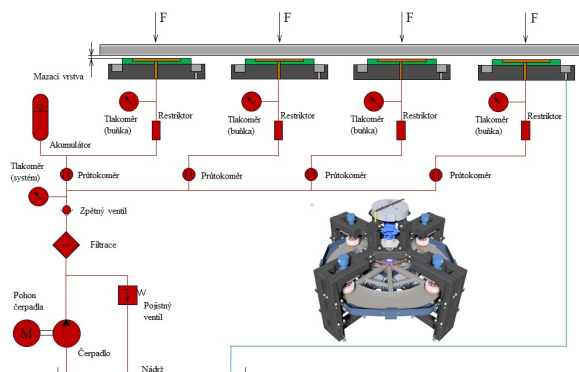 F F F F
Mazací vrstva
Tlakoměr
(buňka)
Restriktor
Tlakoměr
(buňka)
Restriktor
Tlakoměr
(buňka)
Restriktor
Tlakoměr
(buňka)
Restriktor
Akumulátor
Tlakoměr
(systém)
Průtokoměr
Průtokoměr
Průtokoměr
Průtokoměr
Zpětný ventil
Filtrace
Pohon
čerpadla
M
Pojistný
ventil
Čerpadlo
Nádrž